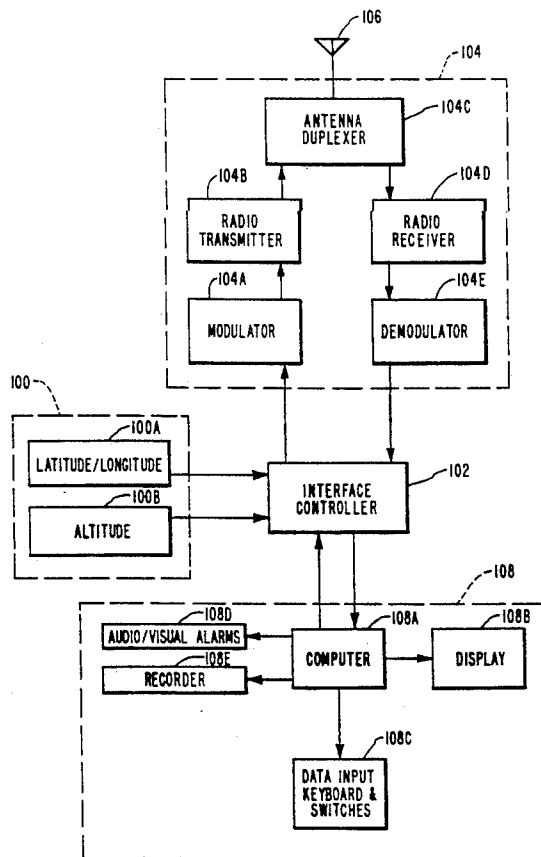 106
104
ANTENNA
DUPLEXER
104C
104B
104D
RADIO
TRANSMITTER
RADIO
RECEIVER
104A
104E
MODULATOR
DEMODULATOR
100
100A
LATITUDE/LONGITUDE
100B
ALTITUDE
INTERFACE
CONTROLLER
102
108
108D
108A
108B
AUDIO/VISUAL ALARMS
COMPUTER
DISPLAY
108E
RECORDER
108C
DATA INPUT
KEYBOARD &
SWITCHES